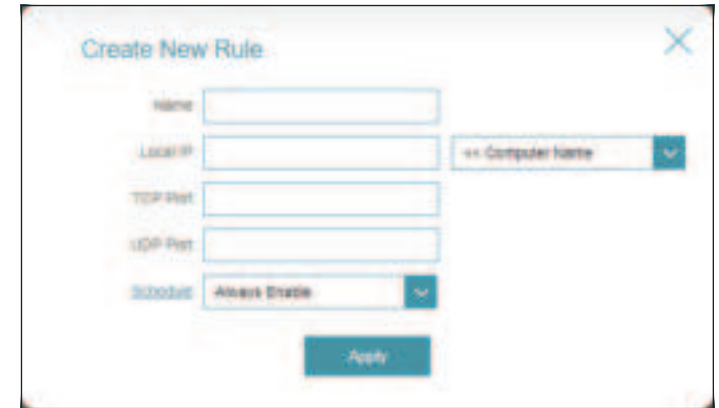 Create New Rule
Name
Local IP
<< Computer Name
TCP Port
UDP Port
Schedule
Always Enable
Apply